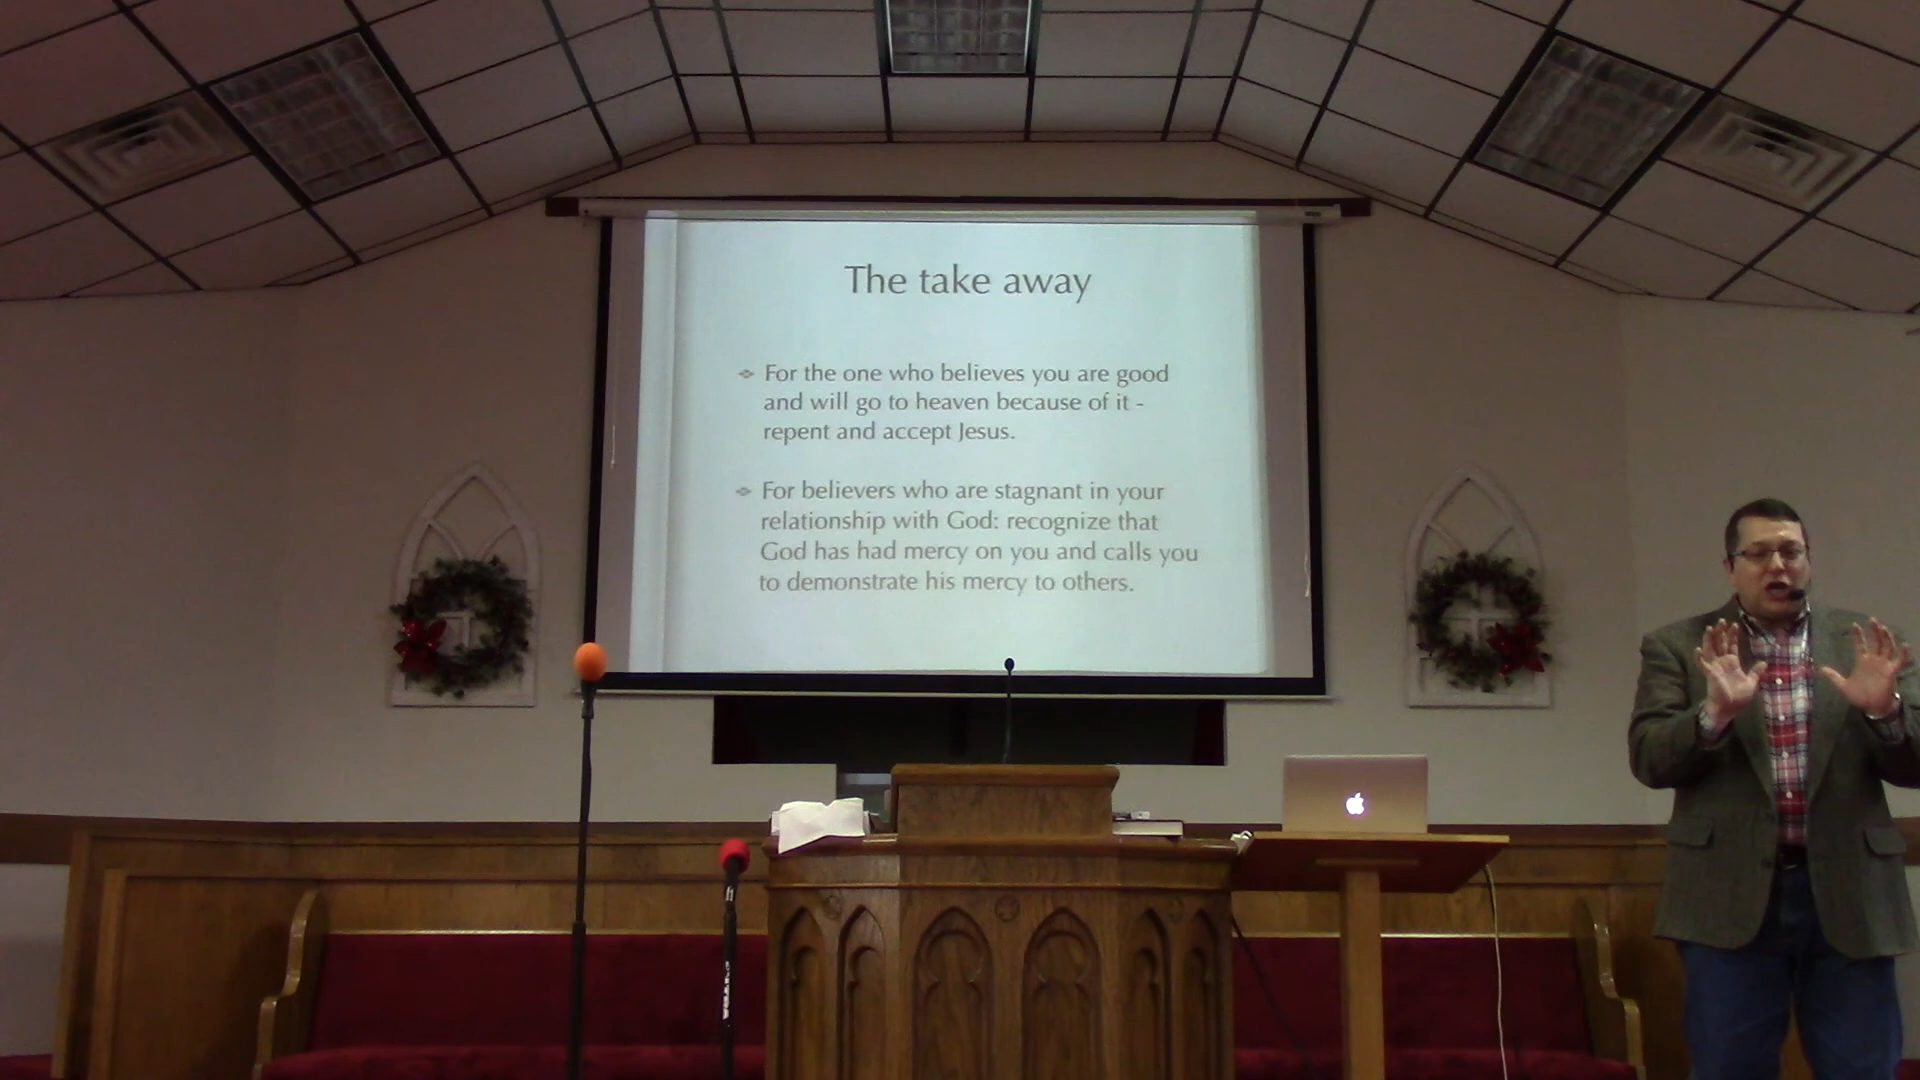 The take away
For the one who believes you are good
and will go to heaven because of it -
repent and accept Jesus.
For believers who are stagnant in your
relationship with God: recognize that
God has had mercy on you and calls you
to demonstrate his mercy to others.